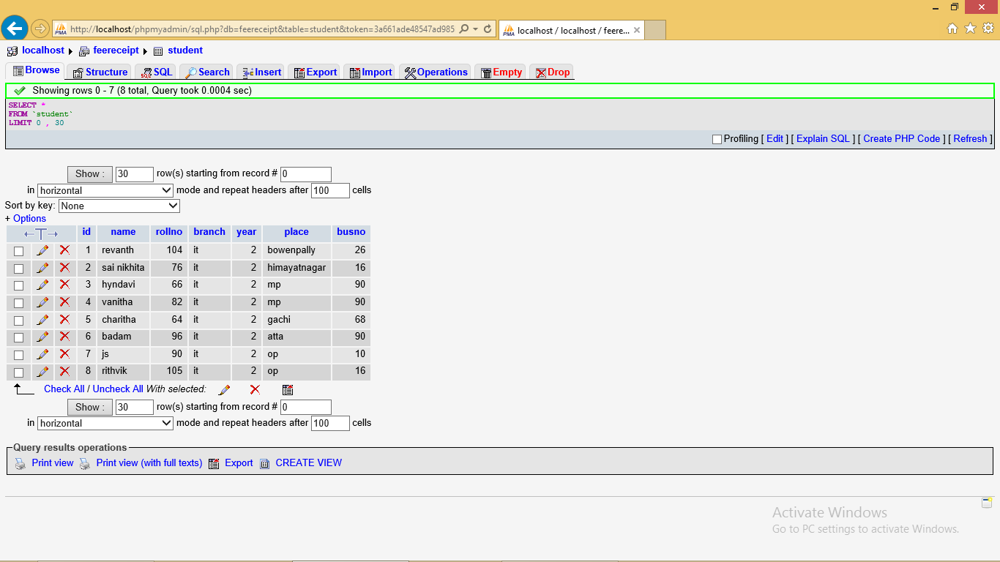 http://localhost/phpmyadmin/sql.php?db=feereceipt&table=student&token=3a661ade48547ad985
localhost / localhost / feere...
localhost feereceipt student
Browse Structure SQL Search Insert Export Import Operations Empty Drop
Showing rows 0 - 7 (8 total, Query took 0.0004 sec)
SELECT *
FROM `student`
LIMIT 0 , 30
Profiling [ Edit ] [ Explain SQL ] [ Create PHP Code ] [ Refresh ]
Show : 30 row(s) starting from record # 0
in horizontal mode and repeat headers after 100 cells
Sort by key: None
+ Options
←T→ id name rollno branch year place busno
1 revanth 104 it 2 bowenpally 26
2 sai nikhita 76 it 2 himayatnagar 16
3 hyndavi 66 it 2 mp 90
4 vanitha 82 it 2 mp 90
5 charitha 64 it 2 gachi 68
6 badam 96 it 2 atta 90
7 js 90 it 2 op 10
8 rithvik 105 it 2 op 16
Check All / Uncheck All With selected:
Show : 30 row(s) starting from record # 0
in horizontal mode and repeat headers after 100 cells
Query results operations
Print view Print view (with full texts) Export CREATE VIEW
Activate Windows
Go to PC settings to activate Windows.